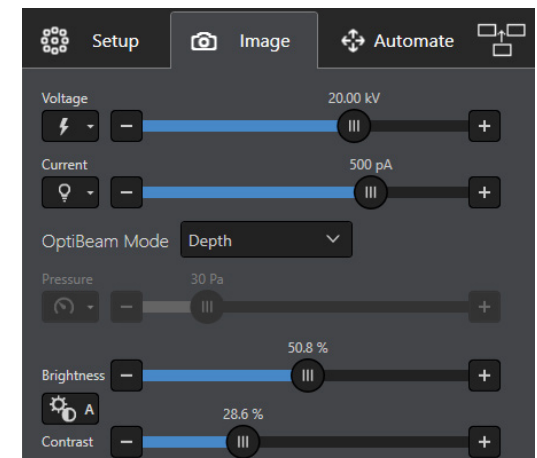 Setup Image Automate
Voltage 20.00 kV
Current 500 pA
OptiBeam Mode Depth
Pressure 30 Pa
50.8 %
Brightness
A
28.6 %
Contrast